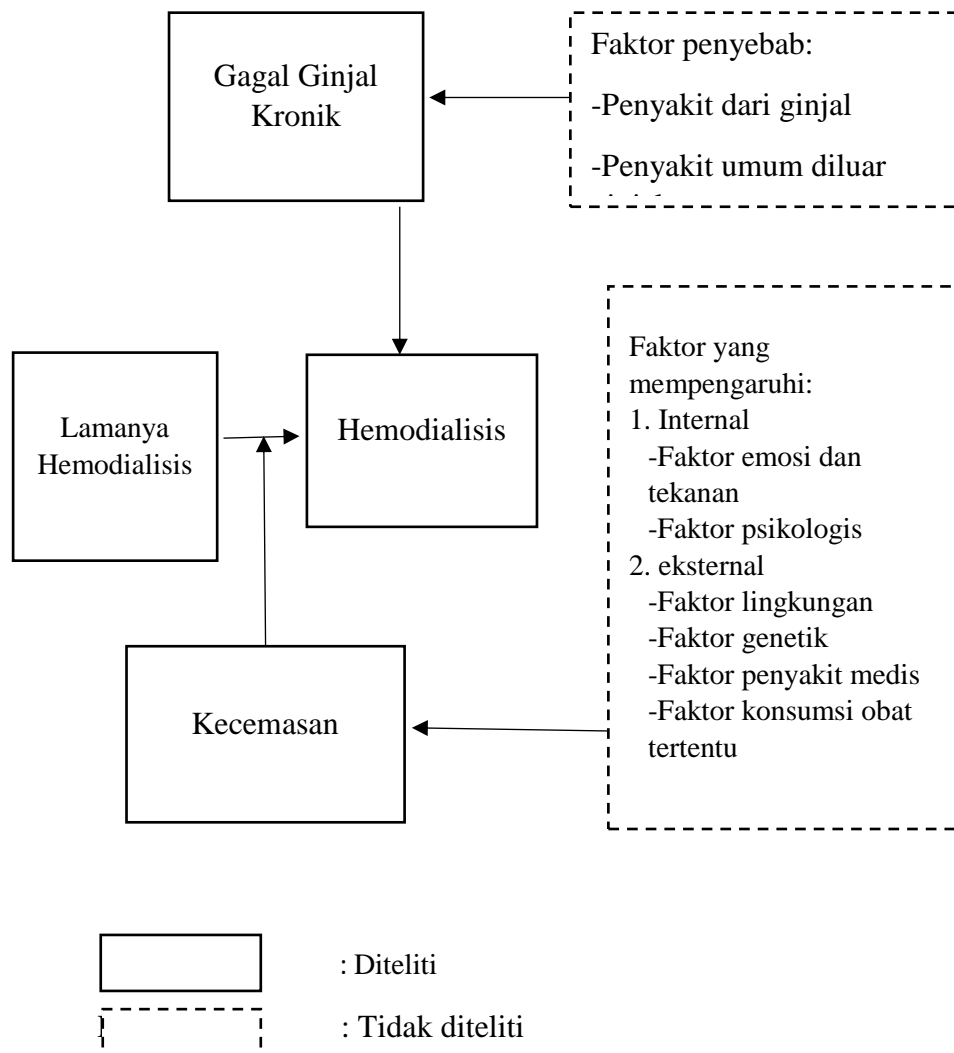 Gagal Ginjal
Kronik
Faktor penyebab:
-Penyakit dari ginjal
-Penyakit umum diluar
Lamanya
Hemodialisis
Hemodialisis
Faktor yang
mempengaruhi:
1. Internal
-Faktor emosi dan
tekanan
-Faktor psikologis
2. eksternal
-Faktor lingkungan
-Faktor genetik
-Faktor penyakit medis
-Faktor konsumsi obat
tertentu
Kecemasan
: Diteliti
: Tidak diteliti